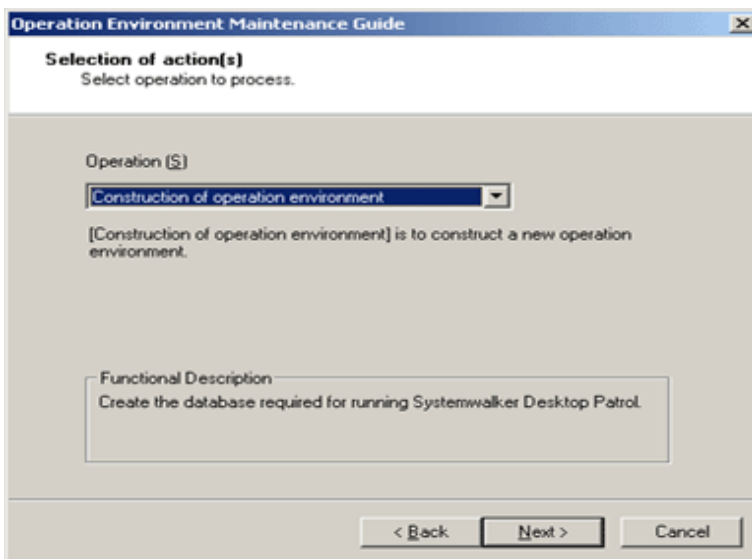 Operation Environment Maintenance Guide
Selection of action(s)
Select operation to process.
Operation (S)
Construction of operation environment
[Construction of operation environment] is to construct a new operation
environment.
Functional Description
Create the database required for running Systemwalker Desktop Patrol.
< Back
Next >
Cancel